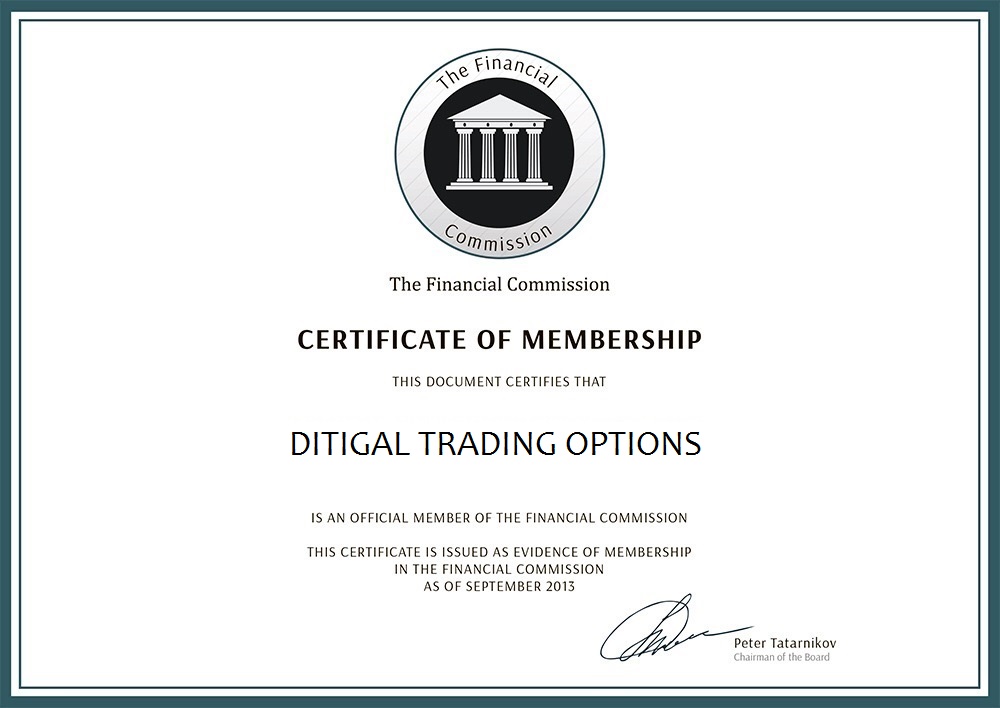 The Financial
Commission
The Financial Commission
CERTIFICATE OF MEMBERSHIP
THIS DOCUMENT CERTIFIES THAT
DITIGAL TRADING OPTIONS
IS AN OFFICIAL MEMBER OF THE FINANCIAL COMMISSION
THIS CERTIFICATE IS ISSUED AS EVIDENCE OF MEMBERSHIP
IN THE FINANCIAL COMMISSION
AS OF SEPTEMBER 2013
Peter Tatarnikov
Chairman of the Board